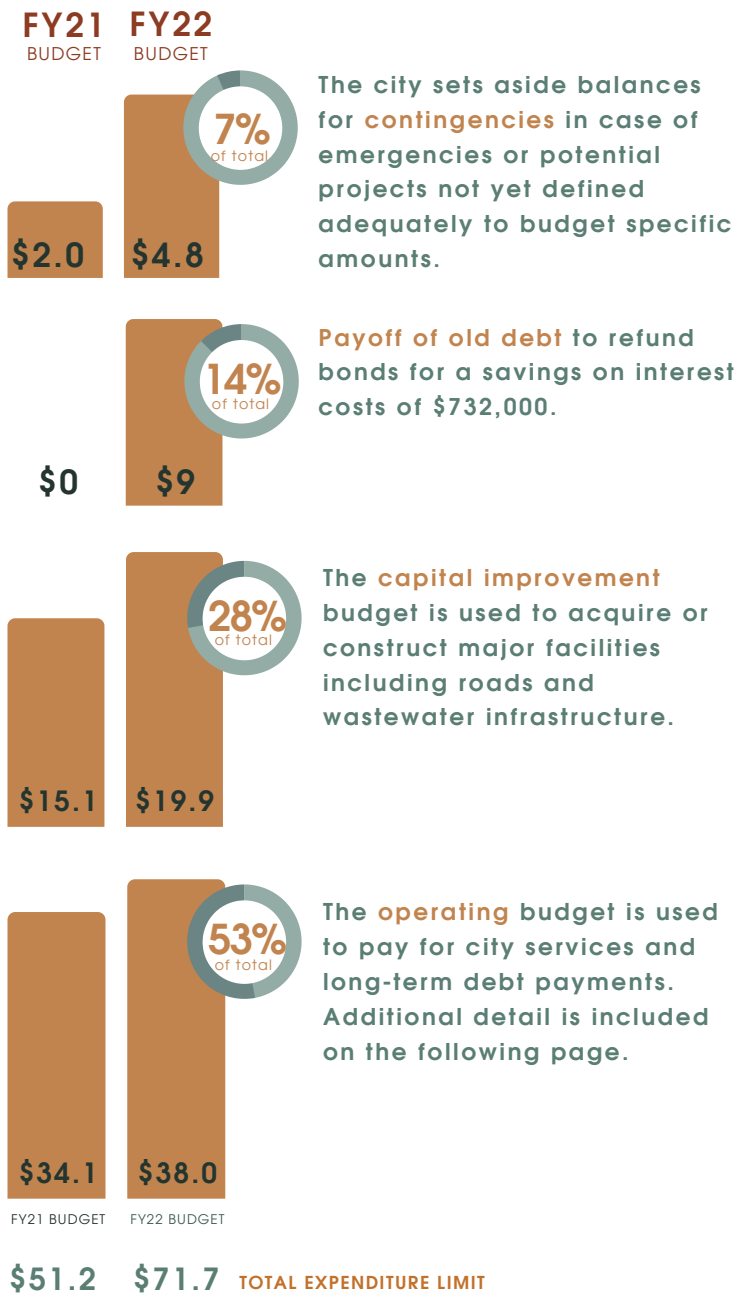 FY21 FY22
BUDGET BUDGET
7%
of total
$2.0 $4.8
The city sets aside balances
for contingencies in case of
emergencies or potential
projects not yet defined
adequately to budget specific
amounts.
14%
of total
$0 $9
Payoff of old debt to refund
bonds for a savings on interest
costs of $732,000.
28%
of total
$15.1 $19.9
The capital improvement
budget is used to acquire or
construct major facilities
including roads and
wastewater infrastructure.
53%
of total
$34.1 $38.0
The operating budget is used
to pay for city services and
long-term debt payments.
Additional detail is included
on the following page.
FY21 BUDGET FY22 BUDGET
$51.2 $71.7 TOTAL EXPENDITURE LIMIT